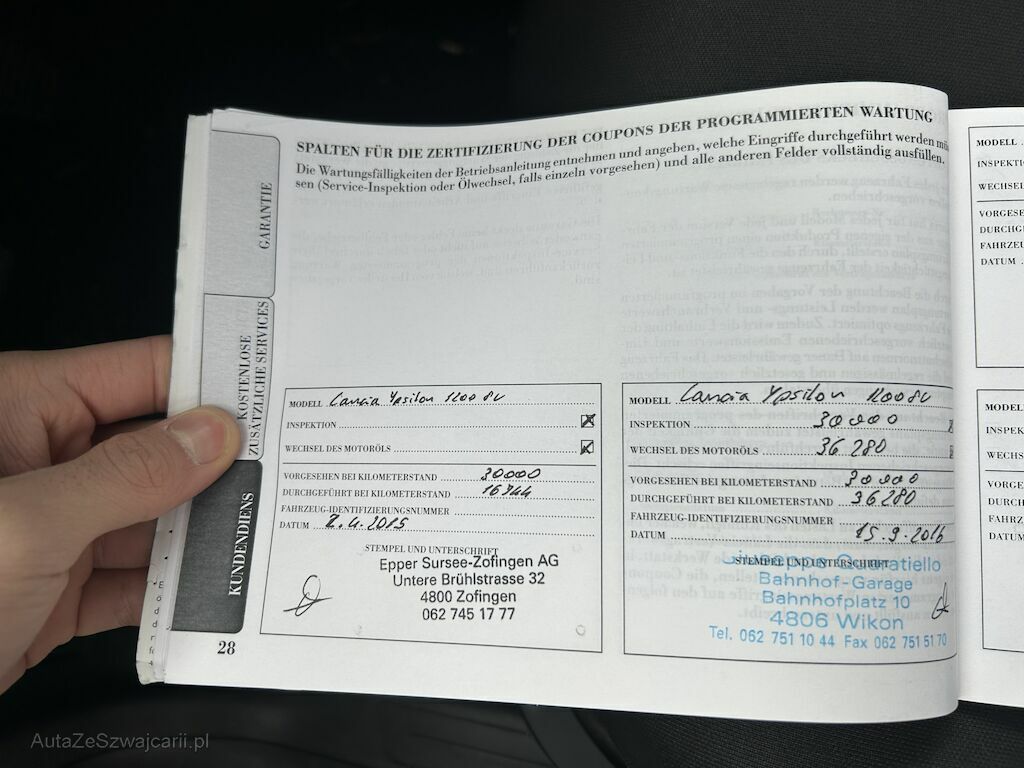 SPALTEN FÜR DIE ZERTIFIZIERUNG DER COUPONS DER PROGRAMMIERTEN WARTUNG
Die Wartungsfälligkeiten der Betriebsanleitung entnehmen und angeben, welche Eingriffe durchgeführt werden mü
sen (Service-Inspektion oder Ölwechsel, falls einzeln vorgesehen) und alle anderen Felder vollständig ausfüllen.
GARANTIE
KOSTENLOSE
ZUSÄTZLICHE SERVICES
KUNDENDIENS
MODELL Lancia Ypsilon 1200 8V
INSPEKTION
WECHSEL DES MOTORÖLS
VORGESEHEN BEI KILOMETERSTAND 30000
DURCHGEFÜHRT BEI KILOMETERSTAND 16344
FAHRZEUG-IDENTIFIZIERUNGSNUMMER
DATUM 2.4.2015
STEMPEL UND UNTERSCHRIFT
Epper Sursee-Zofingen AG
Untere Brühlstrasse 32
4800 Zofingen
062 745 17 77
28
MODELL Lancia Ypsilon 1200 8V
INSPEKTION 30000
WECHSEL DES MOTORÖLS 36 280
VORGESEHEN BEI KILOMETERSTAND 30000
DURCHGEFÜHRT BEI KILOMETERSTAND 36280
FAHRZEUG-IDENTIFIZIERUNGSNUMMER
DATUM 15.9.2016
STEMPEL UND UNTERSCHRIFT
Bahnhof-Garage
Bahnhofplatz 10
4806 Wikon
Tel. 062 751 10 44 Fax 062 751 51 70
MODELL
INSPEKTIO
WECHSEL
VORGESE
DURCHGE
FAHRZEU
DATUM
MODEL
INSPEK
WECHS
VORGE
DURCH
FAHRZ
DATUM
AutaZeSzwajcarii.pl